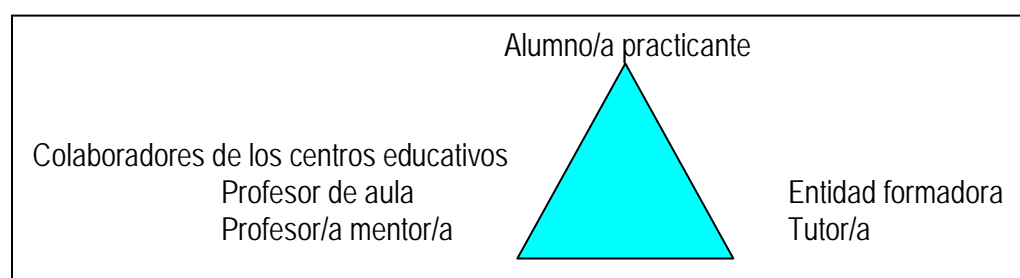 Alumno/a practicante
Colaboradores de los centros educativos
Profesor de aula
Profesor/a mentor/a
Entidad formadora
Tutor/a